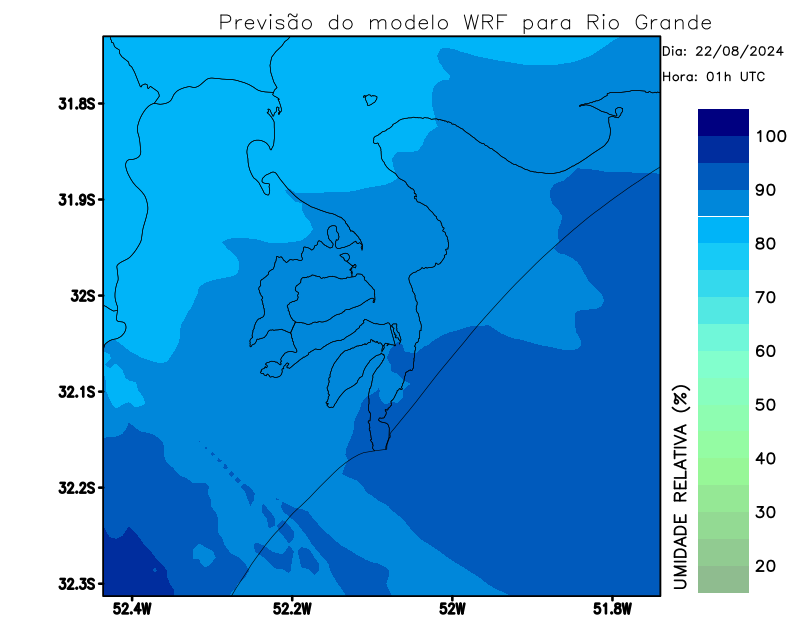 Previsão do modelo WRF para Rio Grande
Dia: 22/08/2024
Hora: 01h UTC
31.8S
31.9S
32S
32.1S
32.2S
32.3S
52.4W
52.2W
52W
51.8W
100
90
80
70
60
50
40
30
20
UMIDADE RELATIVA (%)